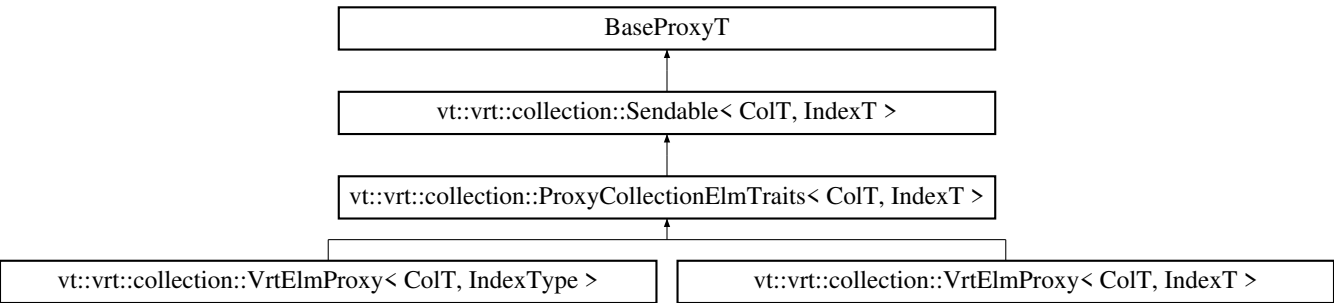 BaseProxyT
vt::vrt::collection::Sendable< ColT, IndexT >
vt::vrt::collection::ProxyCollectionElmTraits< ColT, IndexT >
vt::vrt::collection::VrtElmProxy< ColT, IndexType >
vt::vrt::collection::VrtElmProxy< ColT, IndexT >